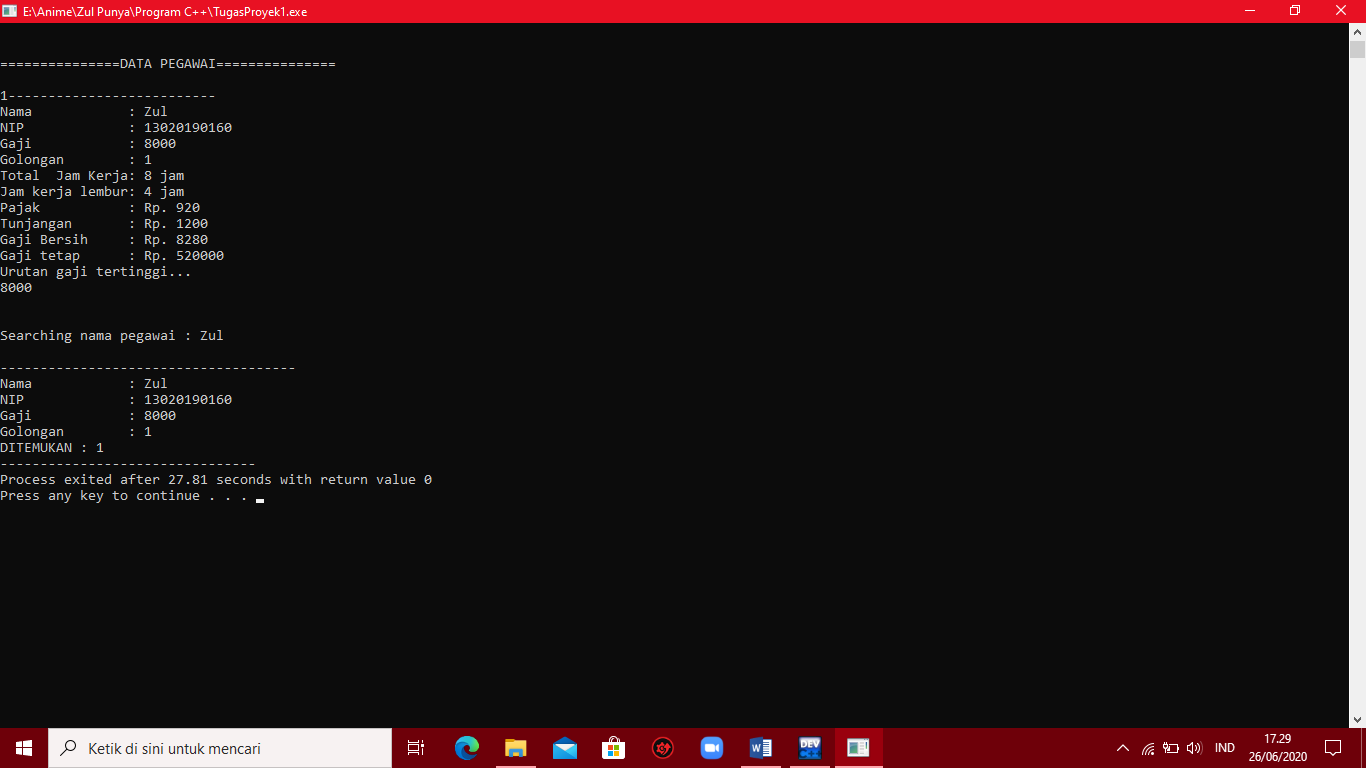 E:\Anime\Zul Punya\Program C++\TugasProyek1.exe
===============DATA PEGAWAI===============
1--------------------------
Nama            : Zul
NIP             : 13020190160
Gaji            : 8000
Golongan        : 1
Total  Jam Kerja: 8 jam
Jam kerja lembur: 4 jam
Pajak           : Rp. 920
Tunjangan       : Rp. 1200
Gaji Bersih     : Rp. 8280
Gaji tetap      : Rp. 520000
Urutan gaji tertinggi...
8000
Searching nama pegawai : Zul
-------------------------------------
Nama            : Zul
NIP             : 13020190160
Gaji            : 8000
Golongan        : 1
DITEMUKAN : 1
--------------------------------
Process exited after 27.81 seconds with return value 0
Press any key to continue . . .
Ketik di sini untuk mencari
W
DEV
IND
17.29
26/06/2020